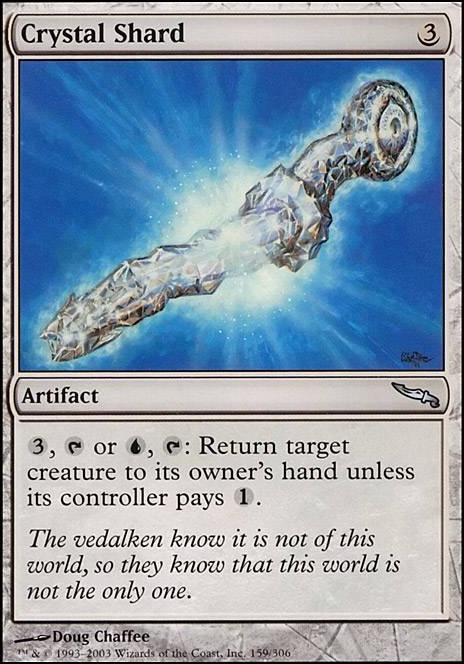 Crystal Shard 3
Artifact
3, or , : Return target
creature to its owner's hand unless
its controller pays 1.
The vedalken know it is not of this
world, so they know that this world is
not the only one.
Doug Chaffee
™ & © 1993–2003 Wizards of the Coast, Inc. 159/306